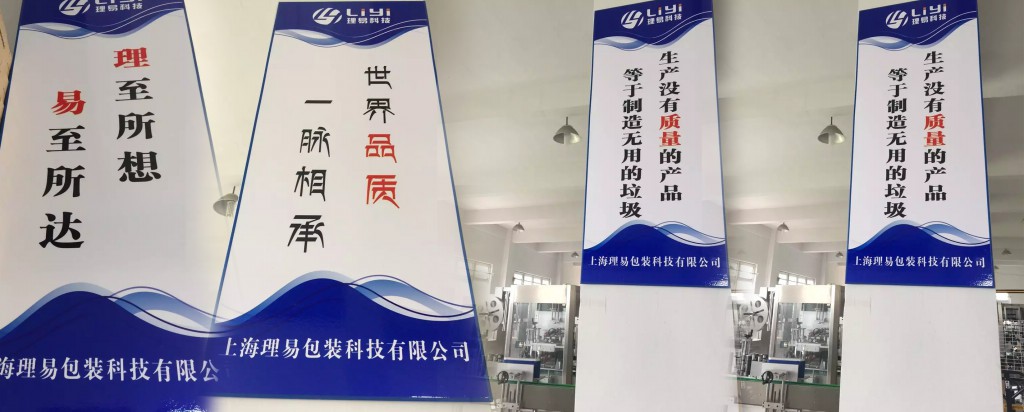 LiYi
理易科技
理至所想
易至所达
海理易包装科技有限公
LiYi
理易科技
世界品质
一脉相承
上海理易包装科技有限公司
LiYi
理易科技
生产没有质量的产品
等于制造无用的垃圾
上海理易包装科技有限公司
LiYi
理易科技
生产没有质量的产品
等于制造无用的垃圾
上海理易包装科技有限公司